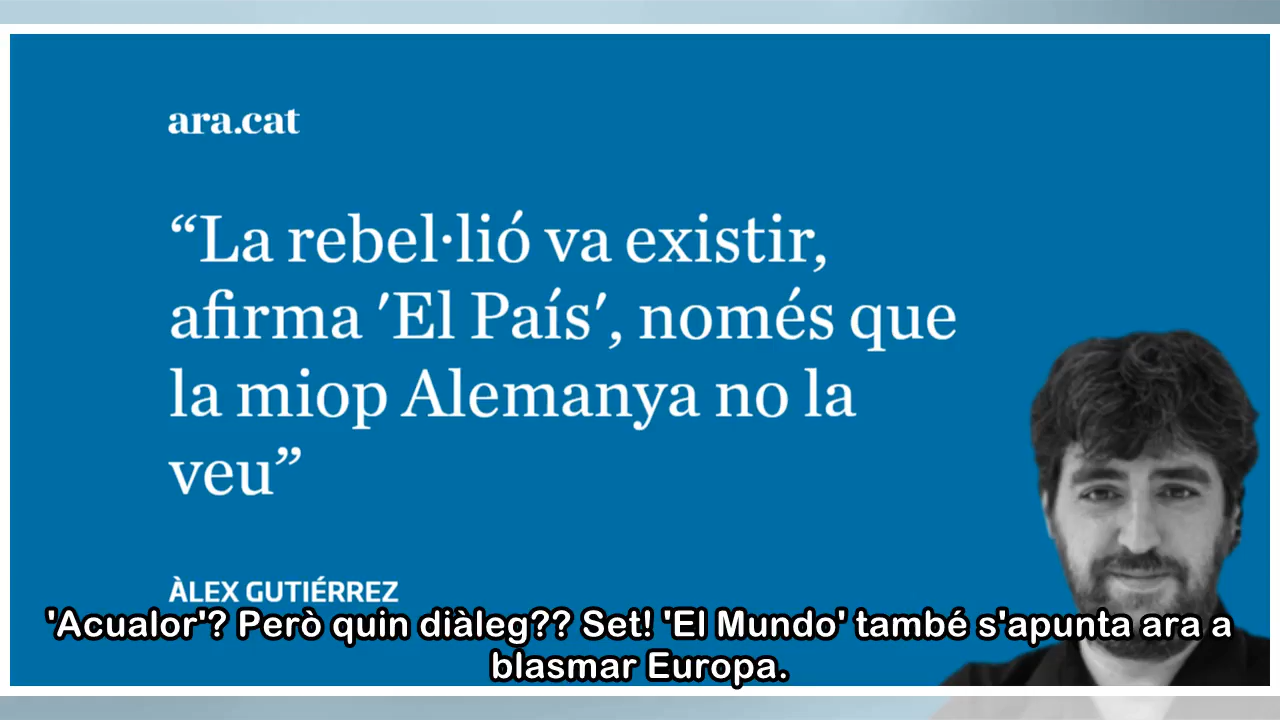 ara.cat
“La rebel·lió va existir,
afirma 'El País', només que
la miop Alemanya no la
veu”
ÀLEX GUTIÉRREZ
'Acualor'? Però quin diàleg?? Set! 'El Mundo' també s'apunta ara a
blasmar Europa.